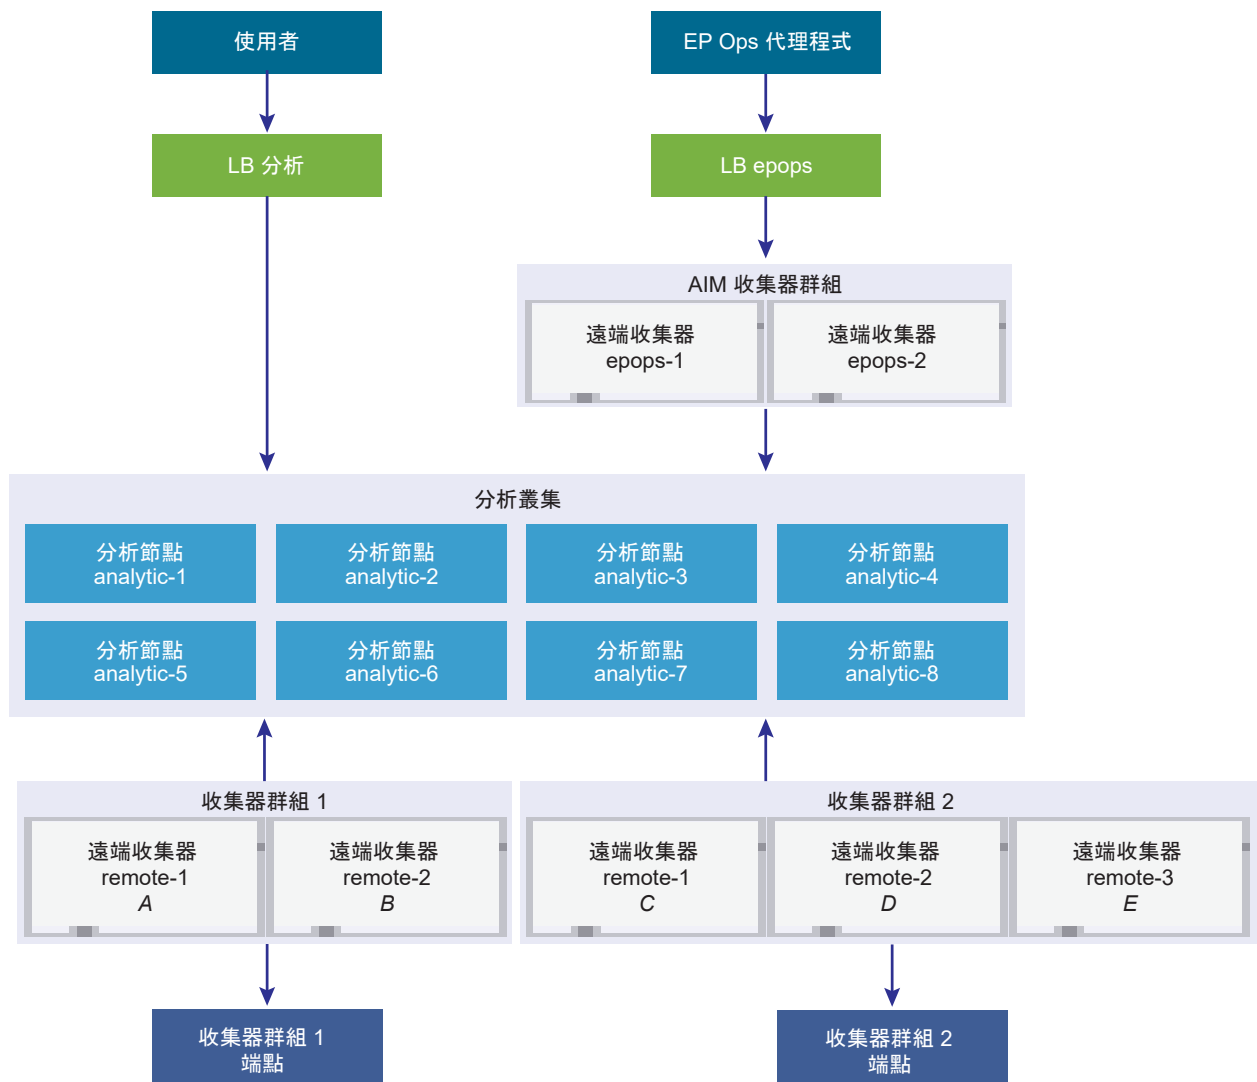 使用者
EP Ops 代理程式
LB 分析
LB epops
AIM 收集器群組
遠端收集器
epops-1
遠端收集器
epops-2
分析叢集
分析節點
analytic-1
分析節點
analytic-2
分析節點
analytic-3
分析節點
analytic-4
分析節點
analytic-5
分析節點
analytic-6
分析節點
analytic-7
分析節點
analytic-8
收集器群組 1
遠端收集器
remote-1
A
遠端收集器
remote-2
B
收集器群組 2
遠端收集器
remote-1
C
遠端收集器
remote-2
D
遠端收集器
remote-3
E
收集器群組 1
端點
收集器群組 2
端點